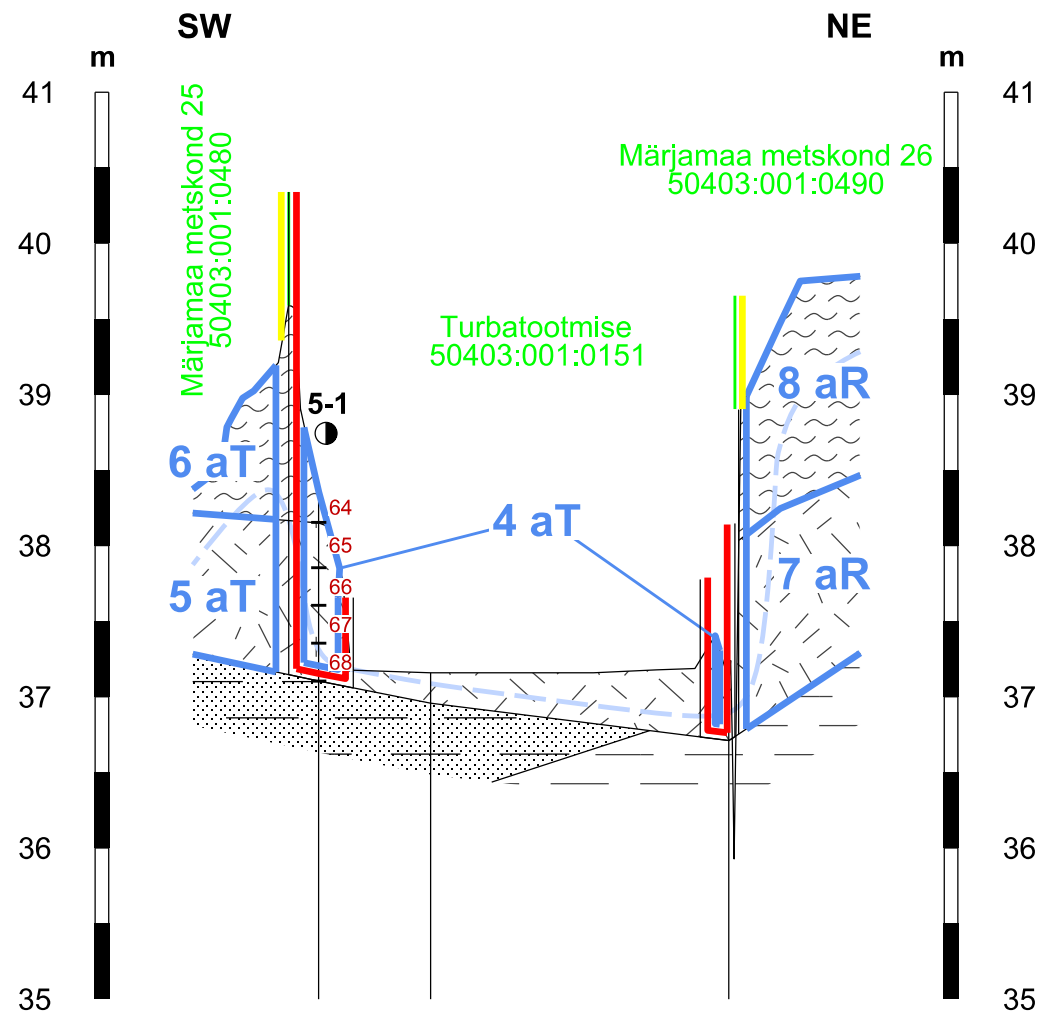 SW
NE
m
m
41
41
Märjamaa metskond 25
50403:001:0480
Märjamaa metskond 26
50403:001:0490
40
40
Turbatootmise
50403:001:0151
39
39
5-1
8 aR
6 aT
64
4 aT
38
38
65
66
5 aT
7 aR
67
68
37
37
36
36
35
35